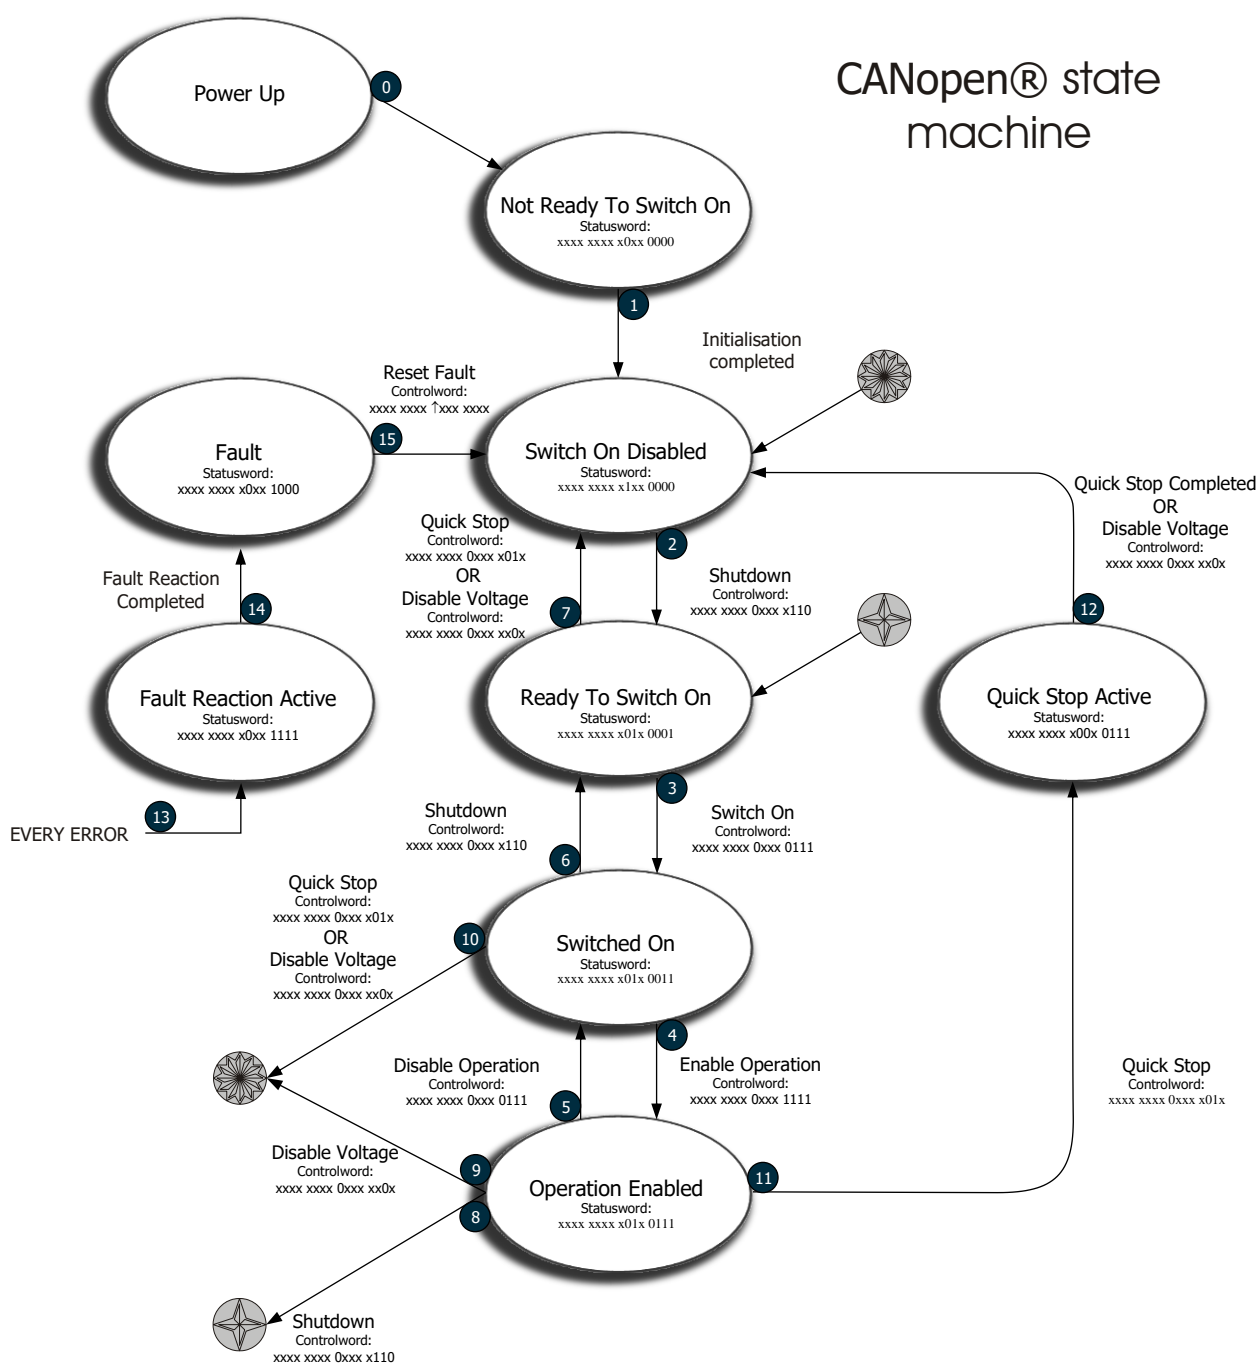 CANopen® state
machine
Power Up
0
Not Ready To Switch On
Statusword:
xxxx xxxx x0xx 0000
1
Initialisation
completed
Reset Fault
Controlword:
xxxx xxxx ↑xxx xxxx
15
Fault
Statusword:
xxxx xxxx x0xx 1000
Switch On Disabled
Statusword:
xxxx xxxx x1xx 0000
Quick Stop Completed
OR
Disable Voltage
Controlword:
xxxx xxxx 0xxx xx0x
Quick Stop
Controlword:
xxxx xxxx 0xxx x01x
OR
Disable Voltage
Controlword:
xxxx xxxx 0xxx xx0x
2
Shutdown
Controlword:
xxxx xxxx 0xxx x110
Fault Reaction
Completed
14
7
12
Fault Reaction Active
Statusword:
xxxx xxxx x0xx 1111
Ready To Switch On
Statusword:
xxxx xxxx x01x 0001
Quick Stop Active
Statusword:
xxxx xxxx x00x 0111
13
EVERY ERROR
3
Shutdown
Controlword:
xxxx xxxx 0xxx x110
Switch On
Controlword:
xxxx xxxx 0xxx 0111
6
Quick Stop
Controlword:
xxxx xxxx 0xxx x01x
OR
Disable Voltage
Controlword:
xxxx xxxx 0xxx xx0x
10
Switched On
Statusword:
xxxx xxxx x01x 0011
4
Disable Operation
Controlword:
xxxx xxxx 0xxx 0111
Enable Operation
Controlword:
xxxx xxxx 0xxx 1111
Quick Stop
Controlword:
xxxx xxxx 0xxx x01x
5
Disable Voltage
Controlword:
xxxx xxxx 0xxx xx0x
9
8
Operation Enabled
Statusword:
xxxx xxxx x01x 0111
11
Shutdown
Controlword:
xxxx xxxx 0xxx x110